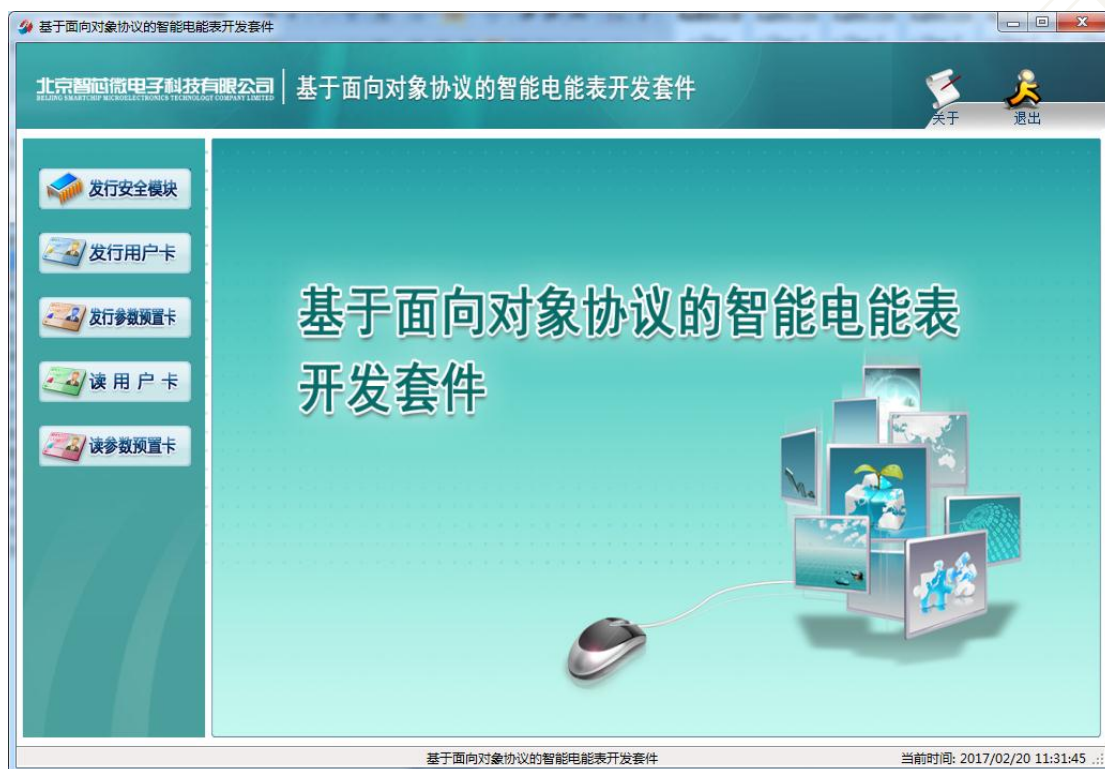 基于面向对象协议的智能电能表开发套件
北京智芯微电子科技有限公司
BEIJING SMARTCHIP MICROELECTRONICS TECHNOLOGY COMPANY LIMITED
基于面向对象协议的智能电能表开发套件
关于
退出
发行安全模块
发行用户卡
发行参数预置卡
读用户卡
读参数预置卡
基于面向对象协议的智能电能表
开发套件
基于面向对象协议的智能电能表开发套件
当前时间: 2017/02/20 11:31:45